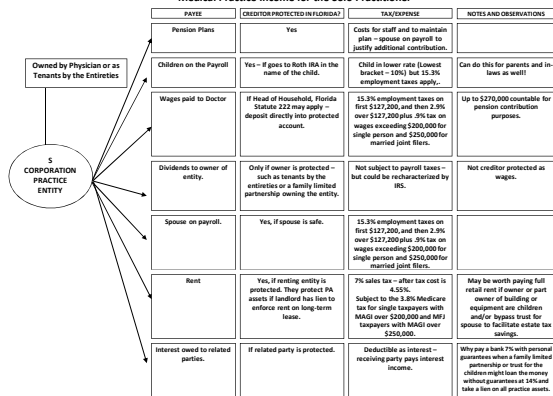 PAYEE
CREDITOR PROTECTED IN FLORIDA?
TAX/EXPENSE
NOTES AND OBSERVATIONS
Owned by Physician or as
Tenants by the Entireties
S
CORPORATION
PRACTICE
ENTITY
Pension Plans
Yes
Costs for staff and to maintain
plan – spouse on payroll to
justify additional contribution.
Children on the Payroll
Yes – If goes to Roth IRA in
the name of the child.
Child in lower rate (Lowest
bracket – 10%) but 15.3%
employment taxes apply,.
Can do this for parents and in-
laws as well!
Wages paid to Doctor
If Head of Household, Florida
Statute 222 may apply –
deposit directly into protected
account.
15.3% employment taxes on
first $127,200, and then 2.9%
over $127,200 plus .9% tax on
wages exceeding $200,000 for
single person and $250,000 for
married joint filers.
Up to $270,000 countable for
pension contribution
purposes.
Dividends to owner of
entity.
Only if owner is protected –
such as tenants by the
entireties or a family limited
partnership owning the entity.
Not subject to payroll taxes –
but could be recharacterized by
IRS.
Not creditor protected as
wages.
Spouse on payroll.
Yes, if spouse is safe.
15.3% employment taxes on
first $127,200, and then 2.9%
over $127,200 plus .9% tax on
wages exceeding $200,000 for
single person and $250,000 for
married joint filers.
Rent
Yes, if renting entity is
protected. They protect PA
assets if landlord has lien to
enforce rent on long-term
lease.
7% sales tax – after tax cost is
4.55%.
Subject to the 3.8% Medicare
tax for single taxpayers with
MAGI over $200,000 and MFJ
taxpayers with MAGI over
$250,000.
May be worth paying full
retail rent if owner or part
owner of building or
equipment are children
and/or bypass trust for
spouse to facilitate estate tax
savings.
Interest owed to related
parties.
If related party is protected.
Deductible as interest –
receiving party pays interest
income.
Why pay a bank 7% with personal
guarantees when a family limited
partnership or trust for the
children might loan the money
without guarantees at 14% and
take a lien on all practice assets.